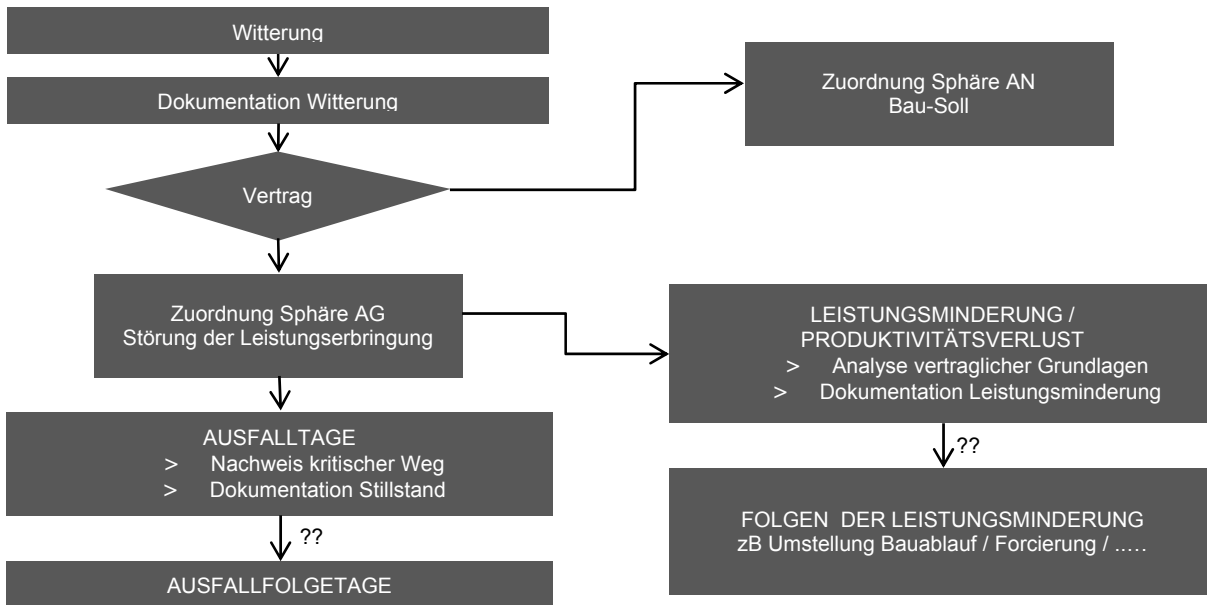 Witterung
Dokumentation Witterung
Zuordnung Sphäre AN
Bau-Soll
Vertrag
Zuordnung Sphäre AG
Störung der Leistungserbringung
LEISTUNGSMINDERUNG /
PRODUKTIVITÄTSVERLUST
> Analyse vertraglicher Grundlagen
> Dokumentation Leistungsminderung
AUSFALLTAGE
> Nachweis kritischer Weg
> Dokumentation Stillstand
??
FOLGEN DER LEISTUNGSMINDERUNG
zB Umstellung Bauablauf / Forcierung / .....
??
AUSFALLFOLGETAGE